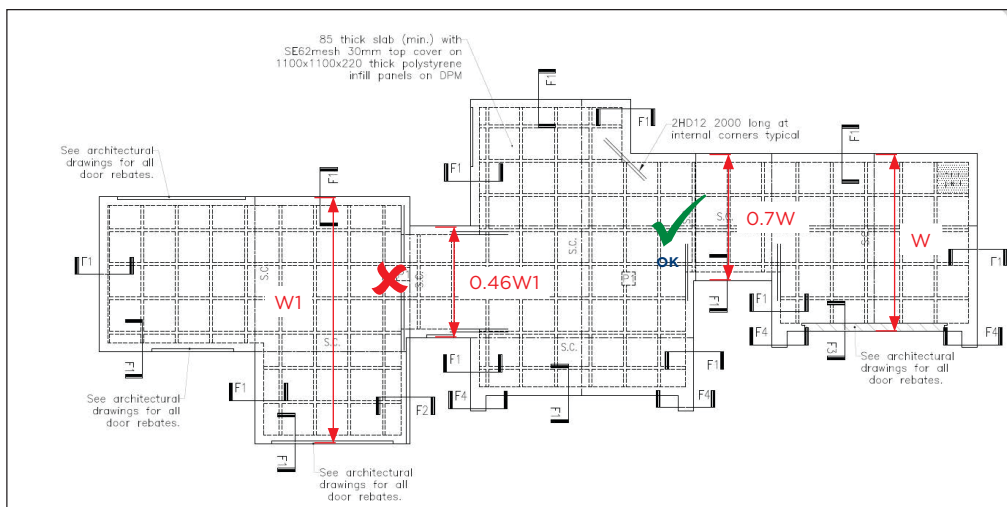 85 thick slab (min.) with
SE62mesh 30mm top cover on
1100x1100x220 thick polystyrene
infill panels on DPM
F1
F1
2HD12 2000 long at
internal corners typical
See architectural
drawings for all
door rebates.
F1
F1
F1
S.C.
0.7W
S.C.
W
OK
F1
S.C.
W1
S.C.
0.46W1
S.C.
P1
F1
F1
F1
F1
F4
F3
F4
S.C.
S.C.
F1
F1
F1
See architectural
drawings for all
door rebates.
See architectural
drawings for all
door rebates.
F1
F2
F4
F1
F4
F1
See architectural
drawings for all
door rebates.